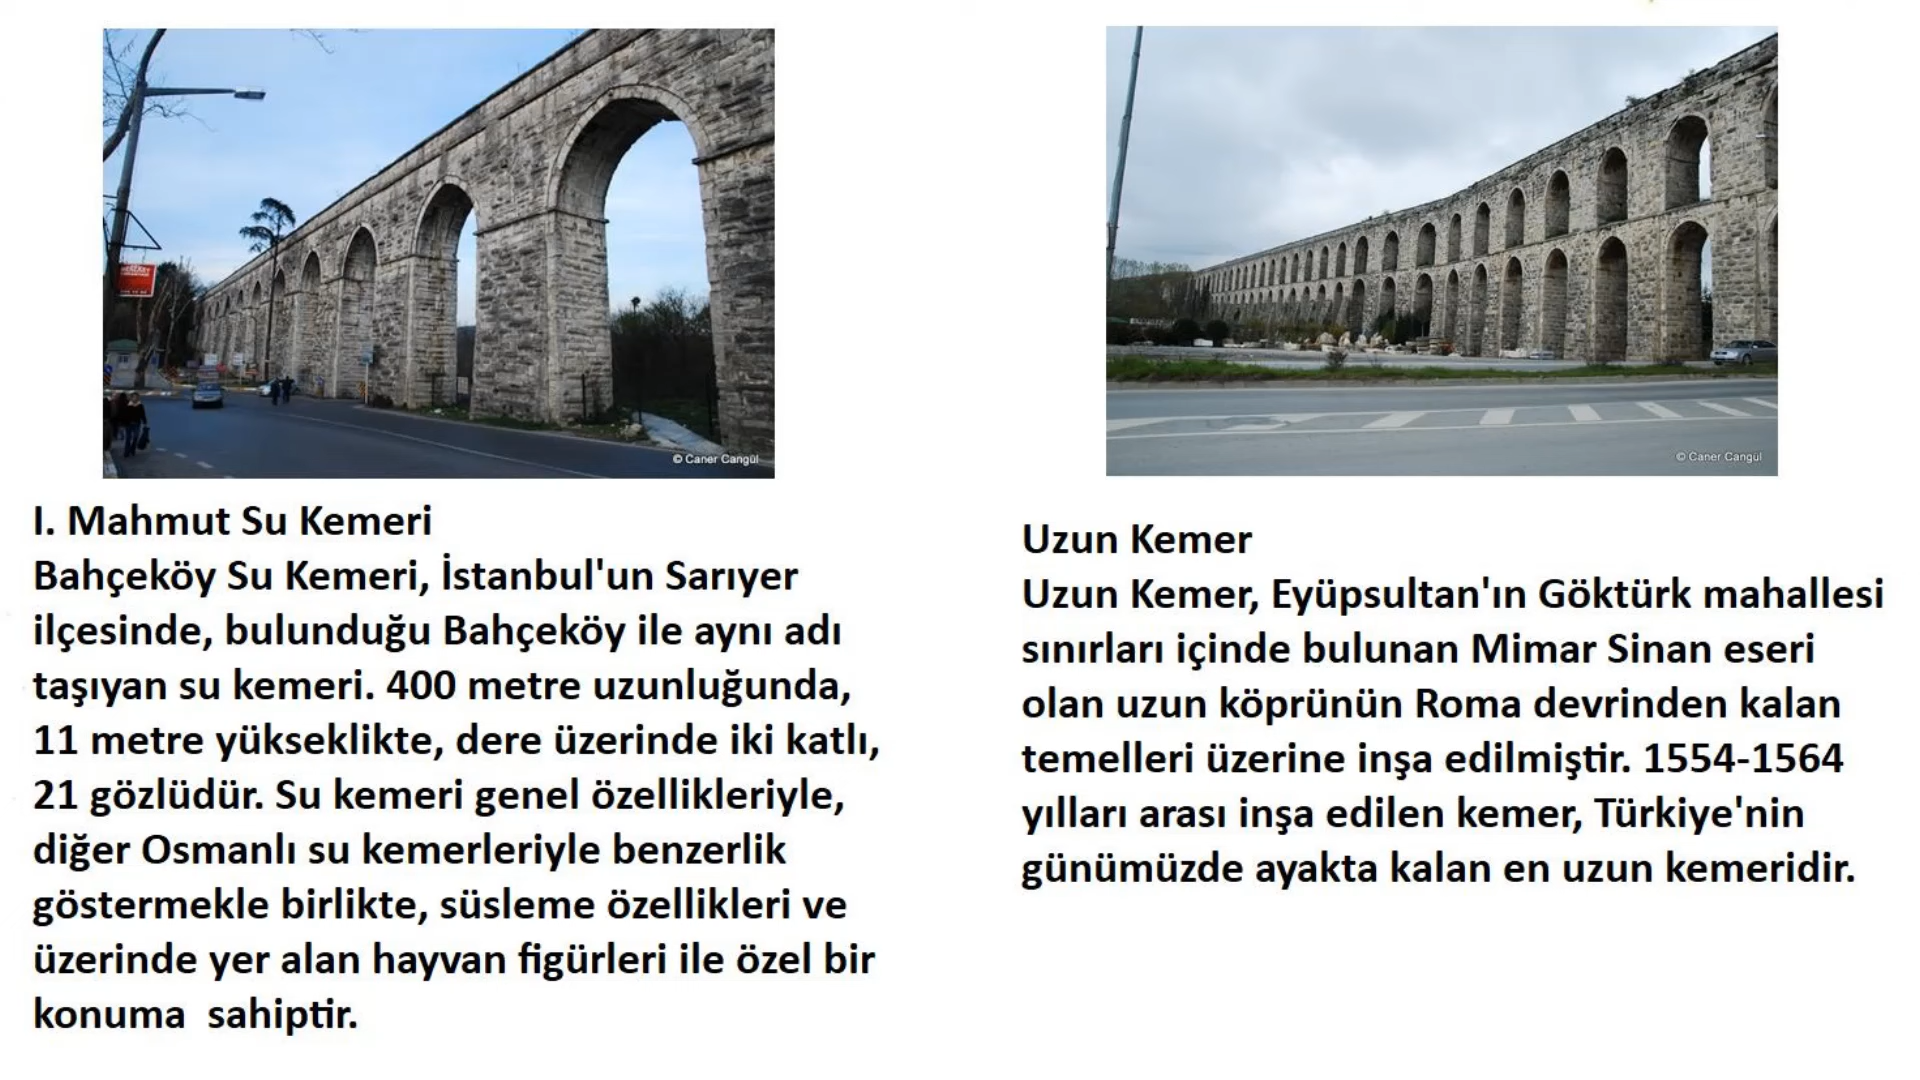 © Caner Cangül
I. Mahmut Su Kemeri
Bahçeköy Su Kemeri, İstanbul'un Sarıyer
ilçesinde, bulunduğu Bahçeköy ile aynı adı
taşıyan su kemeri. 400 metre uzunluğunda,
11 metre yükseklikte, dere üzerinde iki katlı,
21 gözlüdür. Su kemeri genel özellikleriyle,
diğer Osmanlı su kemerleriyle benzerlik
göstermekle birlikte, süsleme özellikleri ve
üzerinde yer alan hayvan figürleri ile özel bir
konuma  sahiptir.
© Caner Cangül
Uzun Kemer
Uzun Kemer, Eyüpsultan'ın Göktürk mahallesi
sınırları içinde bulunan Mimar Sinan eseri
olan uzun köprünün Roma devrinden kalan
temelleri üzerine inşa edilmiştir. 1554-1564
yılları arası inşa edilen kemer, Türkiye'nin
günümüzde ayakta kalan en uzun kemeridir.